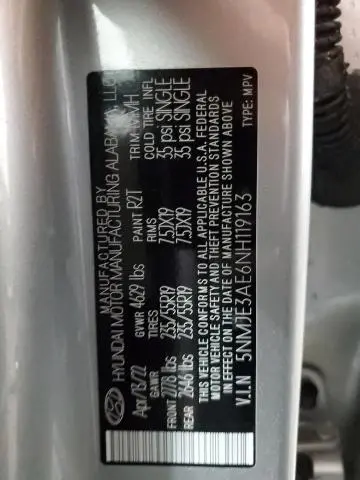 MANUFACTURED BY
HYUNDAI MOTOR MANUFACTURING ALABAMA, LLC
Apr/13/22 GVWR 4629 lbs PAINT R2T TRIM
GAWR TIRES RIMS COLD TIRE INFL
FRONT 2778 lbs 235/55R19 7.5JX19 35 psi SINGLE
REAR 2646 lbs 235/55R19 7.5JX19 35 psi SINGLE
THIS VEHICLE CONFORMS TO ALL APPLICABLE U.S.A. FEDERAL
MOTOR VEHICLE SAFETY AND THEFT PREVENTION STANDARDS
IN EFFECT ON THE DATE OF MANUFACTURE SHOWN ABOVE
V.I.N 5NMJE3AE6NH119163
TYPE: MPV